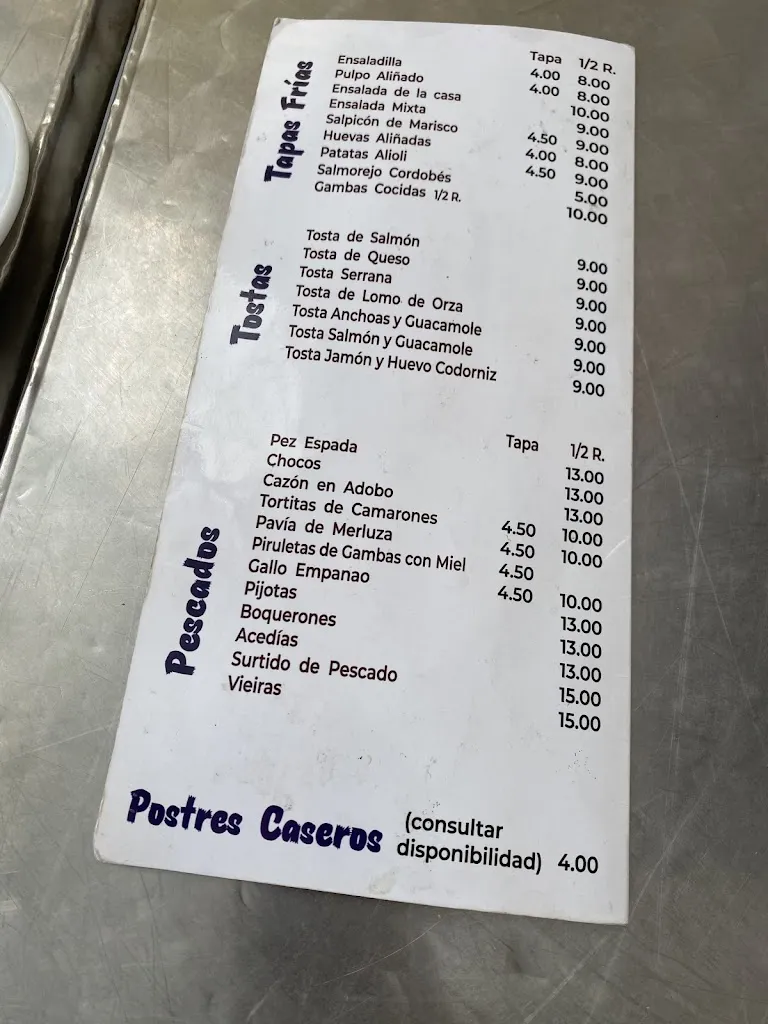 Tapas Frías
Tapa 1/2 R.
Ensaladilla 4.00 8.00
Pulpo Aliñado 4.00 8.00
Ensalada de la casa 10.00
Ensalada Mixta 9.00
Salpicón de Marisco 4.50 9.00
Huevas Aliñadas 4.00 8.00
Patatas Alioli 4.50 9.00
Salmorejo Cordobés 5.00
Gambas Cocidas 1/2 R. 10.00
Tostas
Tosta de Salmón 9.00
Tosta de Queso 9.00
Tosta Serrana 9.00
Tosta de Lomo de Orza 9.00
Tosta Anchoas y Guacamole 9.00
Tosta Salmón y Guacamole 9.00
Tosta Jamón y Huevo Codorniz 9.00
Pescados
Tapa 1/2 R.
Pez Espada 13.00
Chocos 13.00
Cazón en Adobo 13.00
Tortitas de Camarones 4.50 10.00
Pavía de Merluza 4.50 10.00
Piruletas de Gambas con Miel 4.50
Gallo Empanao 4.50 10.00
Pijotas 13.00
Boquerones 13.00
Acedías 13.00
Surtido de Pescado 15.00
Vieiras 15.00
Postres Caseros (consultar
disponibilidad) 4.00